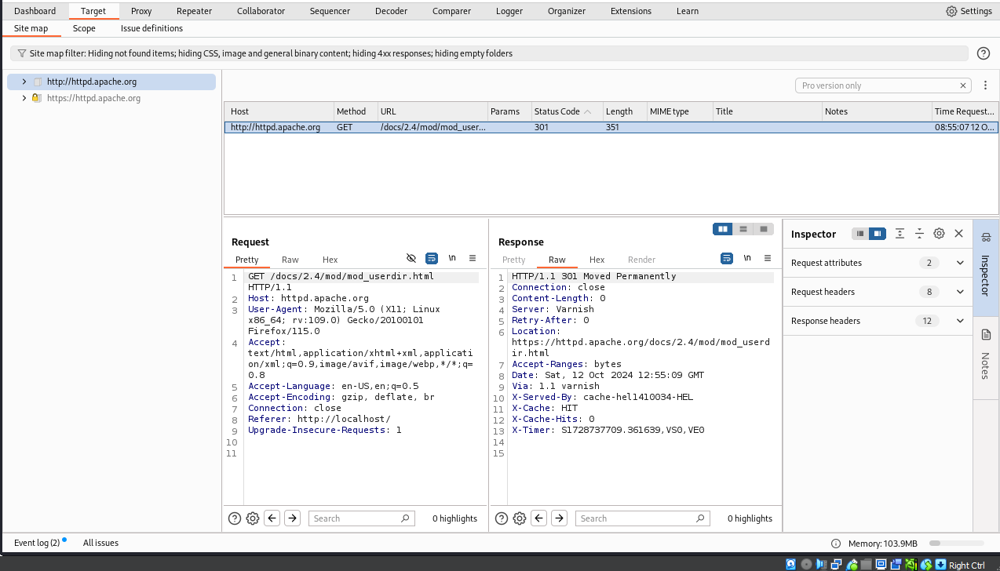 Dashboard Target Proxy Repeater Collaborator Sequencer Decoder Comparer Logger Organizer Extensions Learn Settings
Site map Scope Issue definitions
Site map filter: Hiding not found items; hiding CSS, image and general binary content; hiding 4xx responses; hiding empty folders
http://httpd.apache.org
https://httpd.apache.org
Pro version only
Host Method URL Params Status Code Length MIME type Title Notes Time Request...
http://httpd.apache.org GET /docs/2.4/mod/mod_user... 301 351 08:55:07 12 O...
Request
Pretty Raw Hex \n
1 GET /docs/2.4/mod/mod_userdir.html
HTTP/1.1
2 Host: httpd.apache.org
3 User-Agent: Mozilla/5.0 (X11; Linux
x86_64; rv:109.0) Gecko/20100101
Firefox/115.0
4 Accept:
text/html,application/xhtml+xml,applicati
on/xml;q=0.9,image/avif,image/webp,*/*;q=
0.8
5 Accept-Language: en-US,en;q=0.5
6 Accept-Encoding: gzip, deflate, br
7 Connection: close
8 Referer: http://localhost/
9 Upgrade-Insecure-Requests: 1
10
11
Search 0 highlights
Response
Pretty Raw Hex Render \n
1 HTTP/1.1 301 Moved Permanently
2 Connection: close
3 Content-Length: 0
4 Server: Varnish
5 Retry-After: 0
6 Location:
https://httpd.apache.org/docs/2.4/mod/mod_userd
ir.html
7 Accept-Ranges: bytes
8 Date: Sat, 12 Oct 2024 12:55:09 GMT
9 Via: 1.1 varnish
10 X-Served-By: cache-hel1410034-HEL
11 X-Cache: HIT
12 X-Cache-Hits: 0
13 X-Timer: S1728737709.361639,VS0,VE0
14
15
Search 0 highlights
Inspector
Request attributes 2
Request headers 8
Response headers 12
Inspector
Notes
Event log (2) All issues Memory: 103.9MB
Right Ctrl